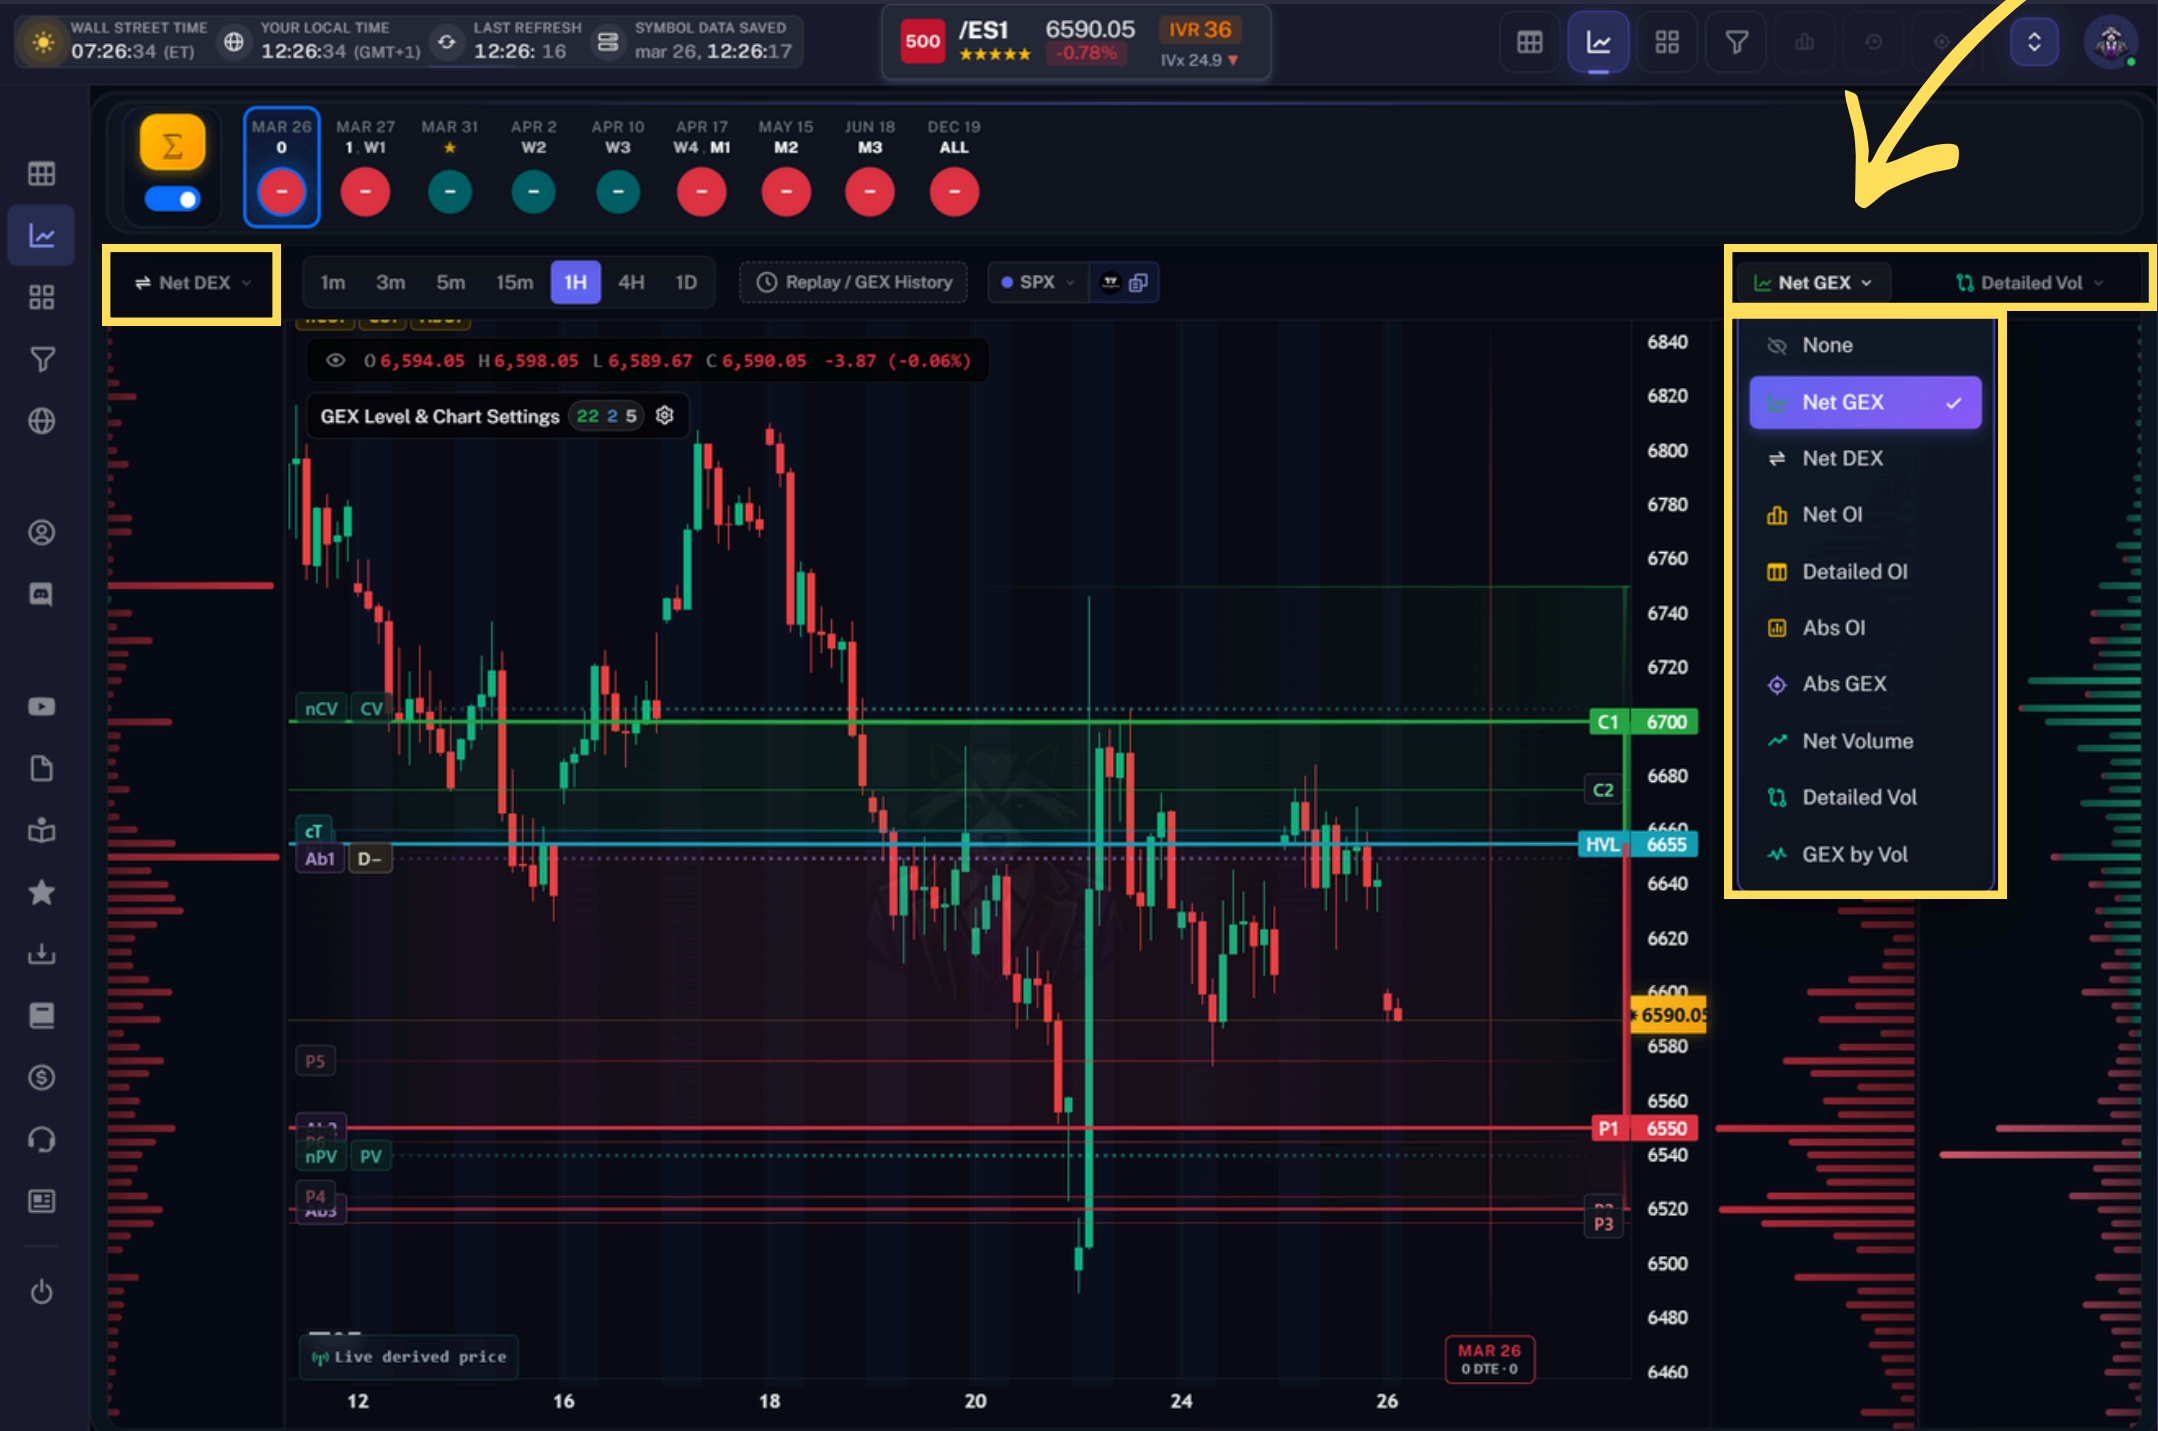 WALL STREET TIME
07:26:34 (ET)
YOUR LOCAL TIME
12:26:34 (GMT+1)
LAST REFRESH
12:26: 16
SYMBOL DATA SAVED
mar 26, 12:26:17
500
/ES1
★★★★★
6590.05
-0.78%
IVR 36
IVx 24.9 ▼
Σ
MAR 26
0
MAR 27
1 . W1
MAR 31
★
APR 2
W2
APR 10
W3
APR 17
W4 . M1
MAY 15
M2
JUN 18
M3
DEC 19
ALL
Net DEX
1m 3m 5m 15m 1H 4H 1D
Replay / GEX History
SPX
Net GEX
Detailed Vol
None
Net GEX
Net DEX
Net OI
Detailed OI
Abs OI
Abs GEX
Net Volume
Detailed Vol
GEX by Vol
O 6,594.05 H 6,598.05 L 6,589.67 C 6,590.05 -3.87 (-0.06%)
GEX Level & Chart Settings 22 2 5
nCV CV
cT
Ab1 D-
P5
nPV PV
P4
Ab3
C1 6700
C2
HVL 6655
P1 6550
P3
6840
6820
6800
6780
6760
6740
6720
6680
6660
6640
6620
6600
6590.05
6580
6560
6540
6520
6500
6480
6460
Live derived price
MAR 26
0 DTE · 0
12 16 18 20 24 26